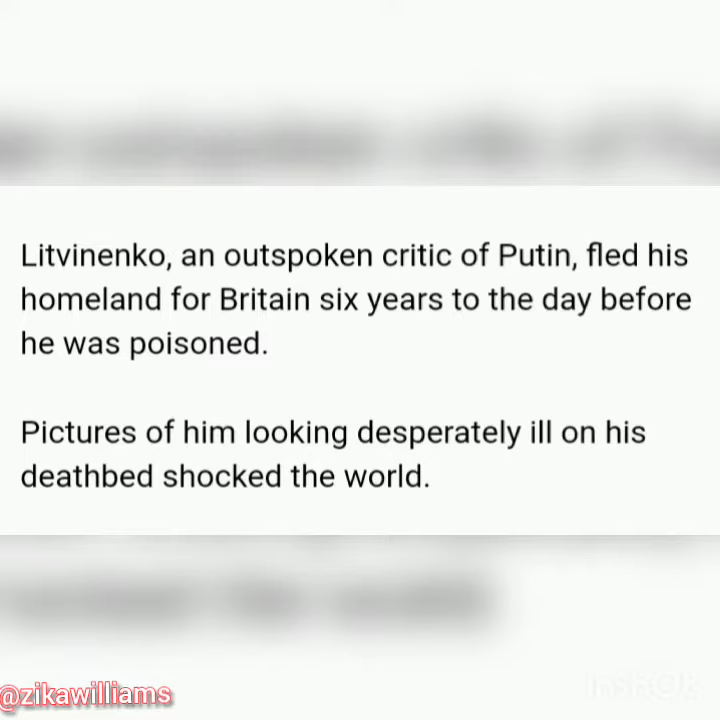 Litvinenko, an outspoken critic of Putin, fled his
homeland for Britain six years to the day before
he was poisoned.
Pictures of him looking desperately ill on his
deathbed shocked the world.
@zikawilliams
InShOt